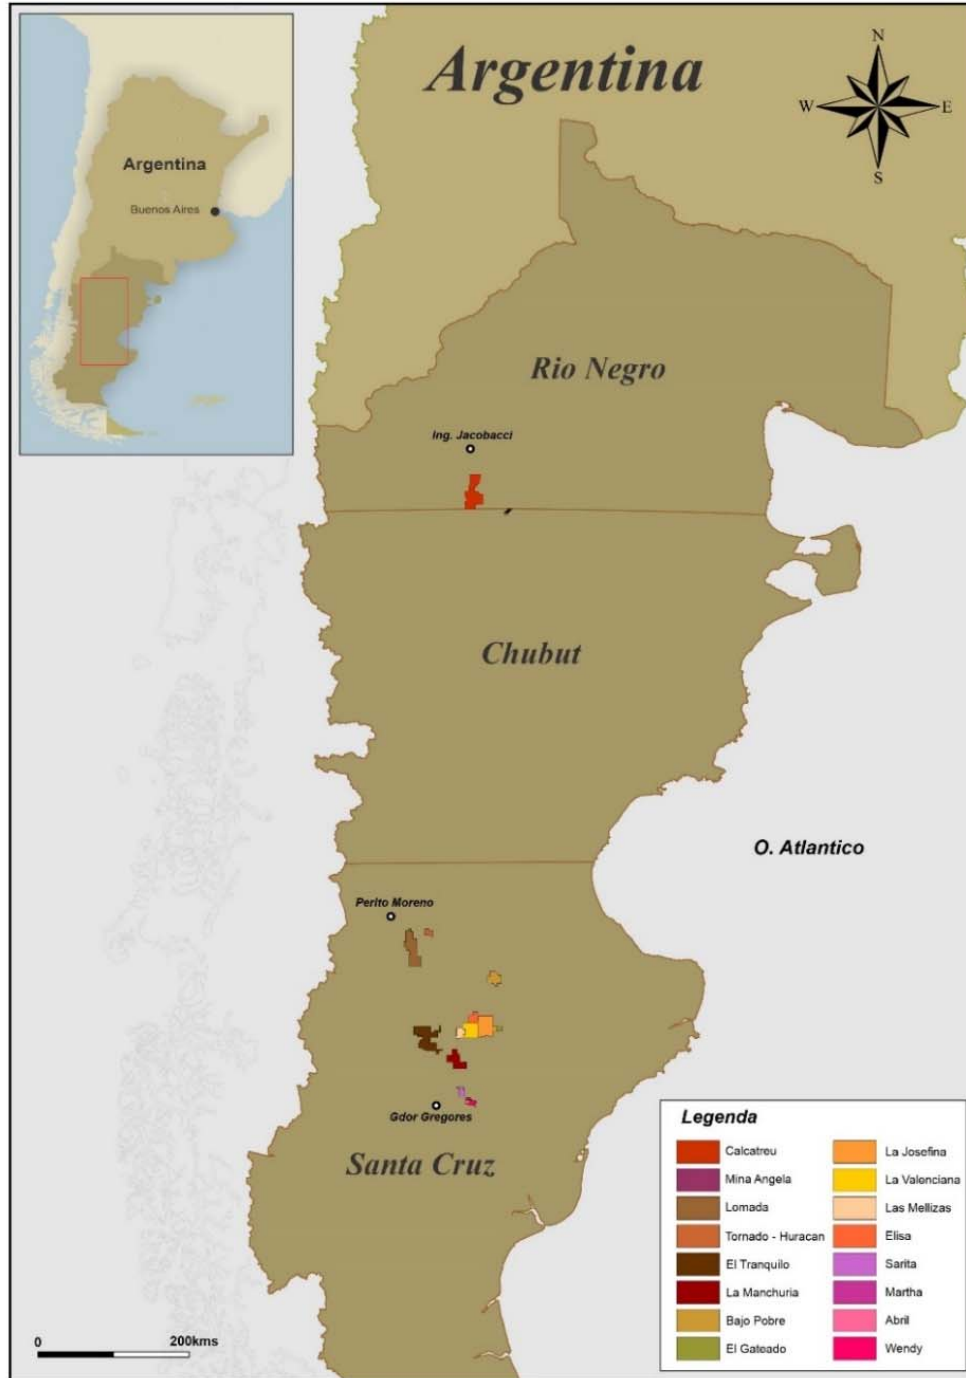 Argentina
N
W
E
S
Argentina
Buenos Aires
Rio Negro
Ing. Jacobacci
Chubut
O. Atlantico
Perito Moreno
Gdor Gregores
Santa Cruz
Legenda
Calcatreu
Mina Angela
Lomada
Tornado - Huracan
El Tranquilo
La Manchuria
Bajo Pobre
El Gateado
La Josefina
La Valenciana
Las Mellizas
Elisa
Sarita
Martha
Abril
Wendy
0
200kms